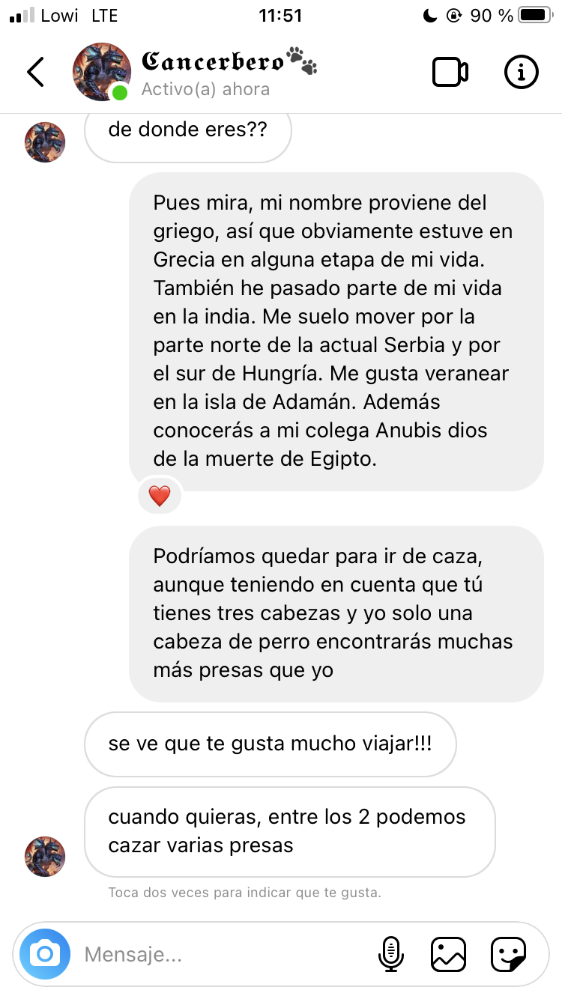 Lowi LTE 11:51 90 %
Cancerbero
Activo(a) ahora
de donde eres??
Pues mira, mi nombre proviene del
griego, así que obviamente estuve en
Grecia en alguna etapa de mi vida.
También he pasado parte de mi vida
en la india. Me suelo mover por la
parte norte de la actual Serbia y por
el sur de Hungría. Me gusta veranear
en la isla de Adamán. Además
conocerás a mi colega Anubis dios
de la muerte de Egipto.
Podríamos quedar para ir de caza,
aunque teniendo en cuenta que tú
tienes tres cabezas y yo solo una
cabeza de perro encontrarás muchas
más presas que yo
se ve que te gusta mucho viajar!!!
cuando quieras, entre los 2 podemos
cazar varias presas
Toca dos veces para indicar que te gusta.
Mensaje...